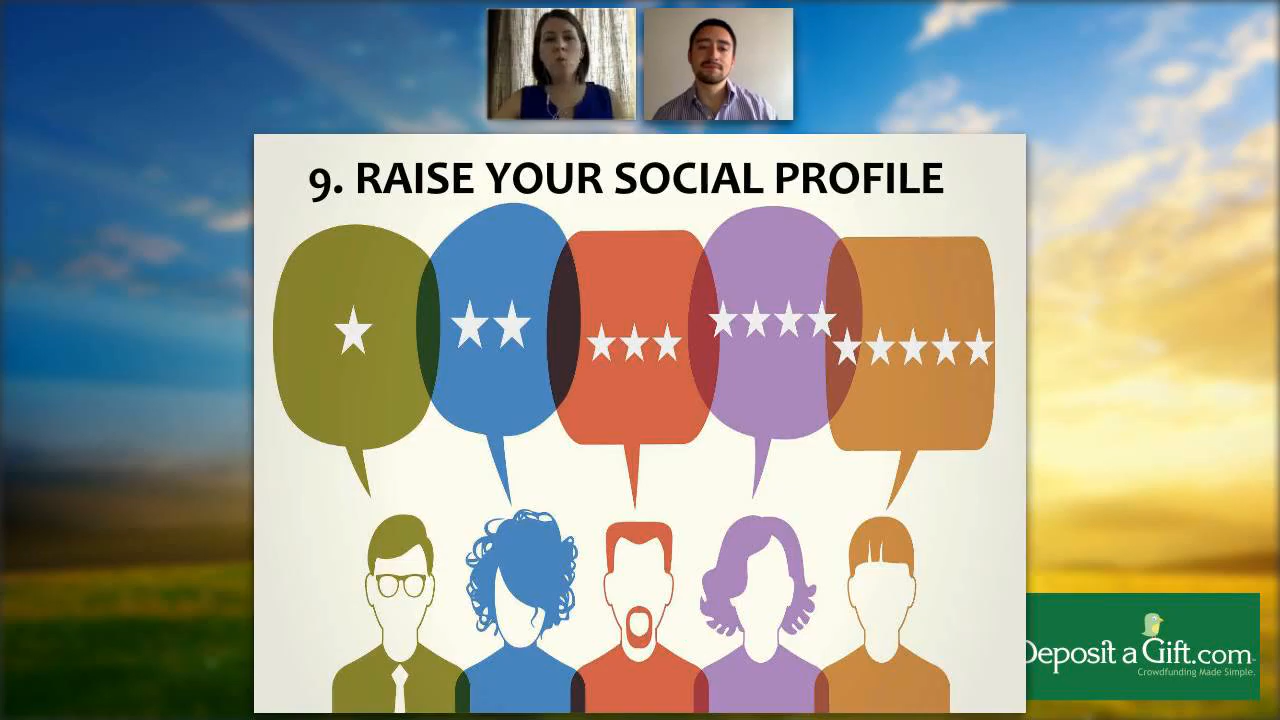 9. RAISE YOUR SOCIAL PROFILE
Deposit a Gift.com
Crowdfunding Made Simple.